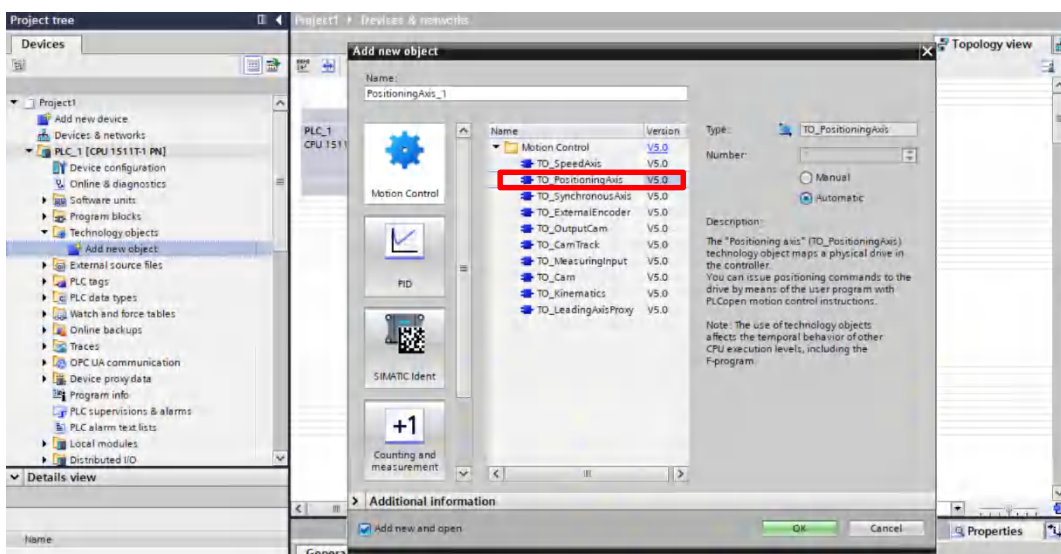 Project tree
Project1 ▸ Devices & networks
Devices
Topology view
Project1
Add new device
Devices & networks
PLC_1 [CPU 1511T-1 PN]
Device configuration
Online & diagnostics
Software units
Program blocks
Technology objects
Add new object
External source files
PLC tags
PLC data types
Watch and force tables
Online backups
Traces
OPC UA communication
Device proxy data
Program info
PLC supervisions & alarms
PLC alarm text lists
Local modules
Distributed I/O
Details view
Name
PLC_1
CPU 1511
Add new object
Name:
PositioningAxis_1
Motion Control
PID
SIMATIC Ident
+1
Counting and
measurement
Name Version
Motion Control V5.0
TO_SpeedAxis V5.0
TO_PositioningAxis V5.0
TO_SynchronousAxis V5.0
TO_ExternalEncoder V5.0
TO_OutputCam V5.0
TO_CamTrack V5.0
TO_MeasuringInput V5.0
TO_Cam V5.0
TO_Kinematics V5.0
TO_LeadingAxisProxy V5.0
Type: TO_PositioningAxis
Number:
Manual
Automatic
Description:
The "Positioning axis" (TO_PositioningAxis)
technology object maps a physical drive in
the controller.
You can issue positioning commands to the
drive by means of the user program with
PLCopen motion control instructions.
Note: The use of technology objects
affects the temporal behavior of other
CPU execution levels, including the
F-program.
Additional information
Add new and open
OK Cancel
Properties
Genera